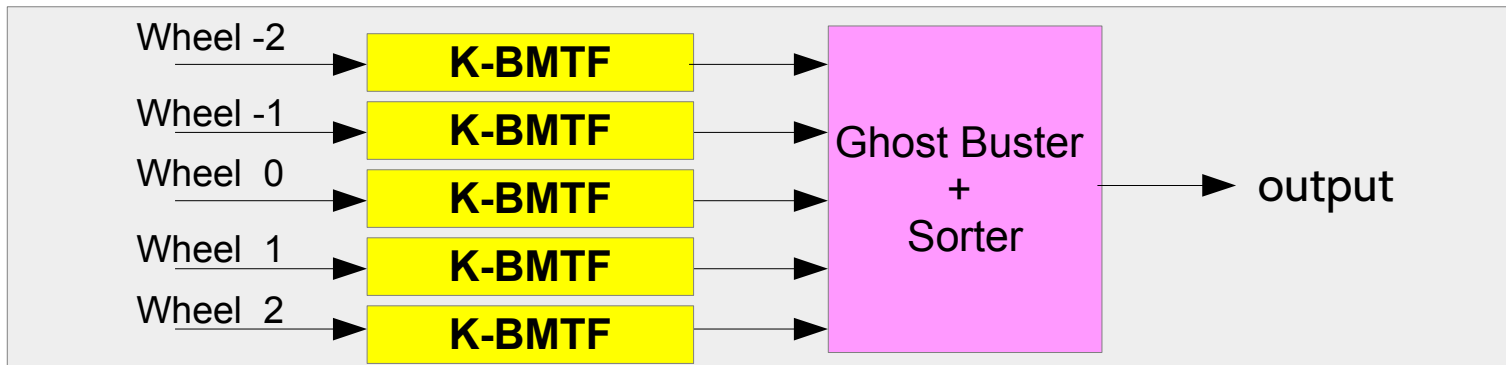 Wheel -2
K-BMTF
Wheel -1
K-BMTF
Wheel 0
K-BMTF
Wheel 1
K-BMTF
Wheel 2
K-BMTF
Ghost Buster
+
Sorter
output